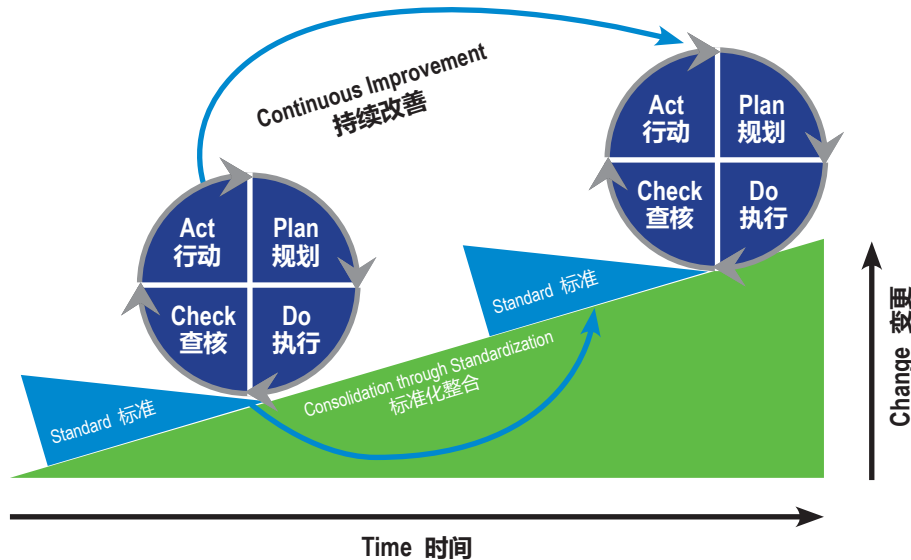 Continuous Improvement
持续改善
Act
行动
Plan
规划
Check
查核
Do
执行
Act
行动
Plan
规划
Check
查核
Do
执行
Standard 标准
Consolidation through Standardization
标准化整合
Standard 标准
Change 变更
Time 时间